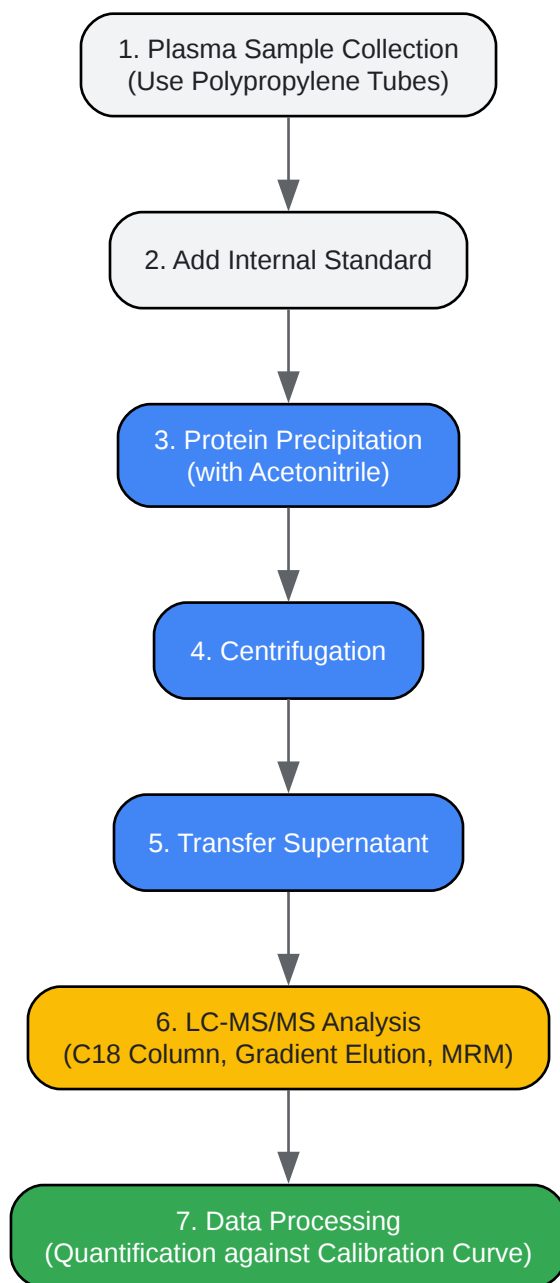 1. Plasma Sample Collection
(Use Polypropylene Tubes)
2. Add Internal Standard
3. Protein Precipitation
(with Acetonitrile)
4. Centrifugation
5. Transfer Supernatant
6. LC-MS/MS Analysis
(C18 Column, Gradient Elution, MRM)
7. Data Processing
(Quantification against Calibration Curve)